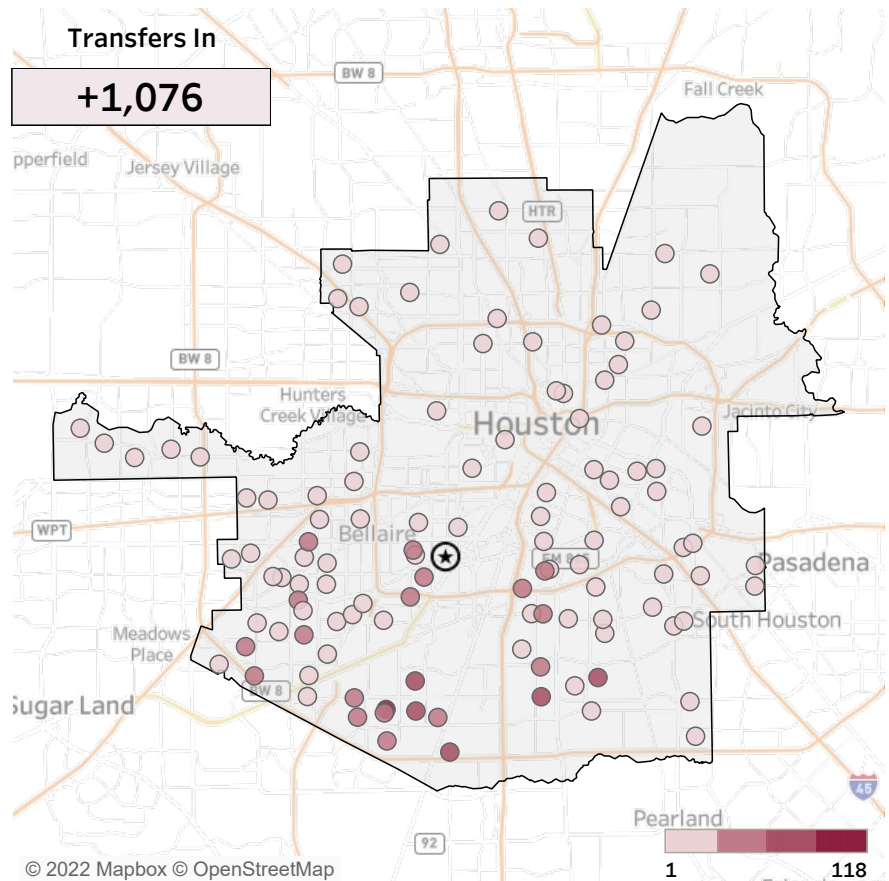 Transfers In
+1,076
BW 8
Fall Creek
pperfield
Jersey Village
HTR
BW 8
Hunters
Creek Village
Jacinto City
Houston
WPT
Bellaire
Pasadena
South Houston
Meadows
Place
BW 8
Sugar Land
45
Pearland
92
1
118
© 2022 Mapbox © OpenStreetMap